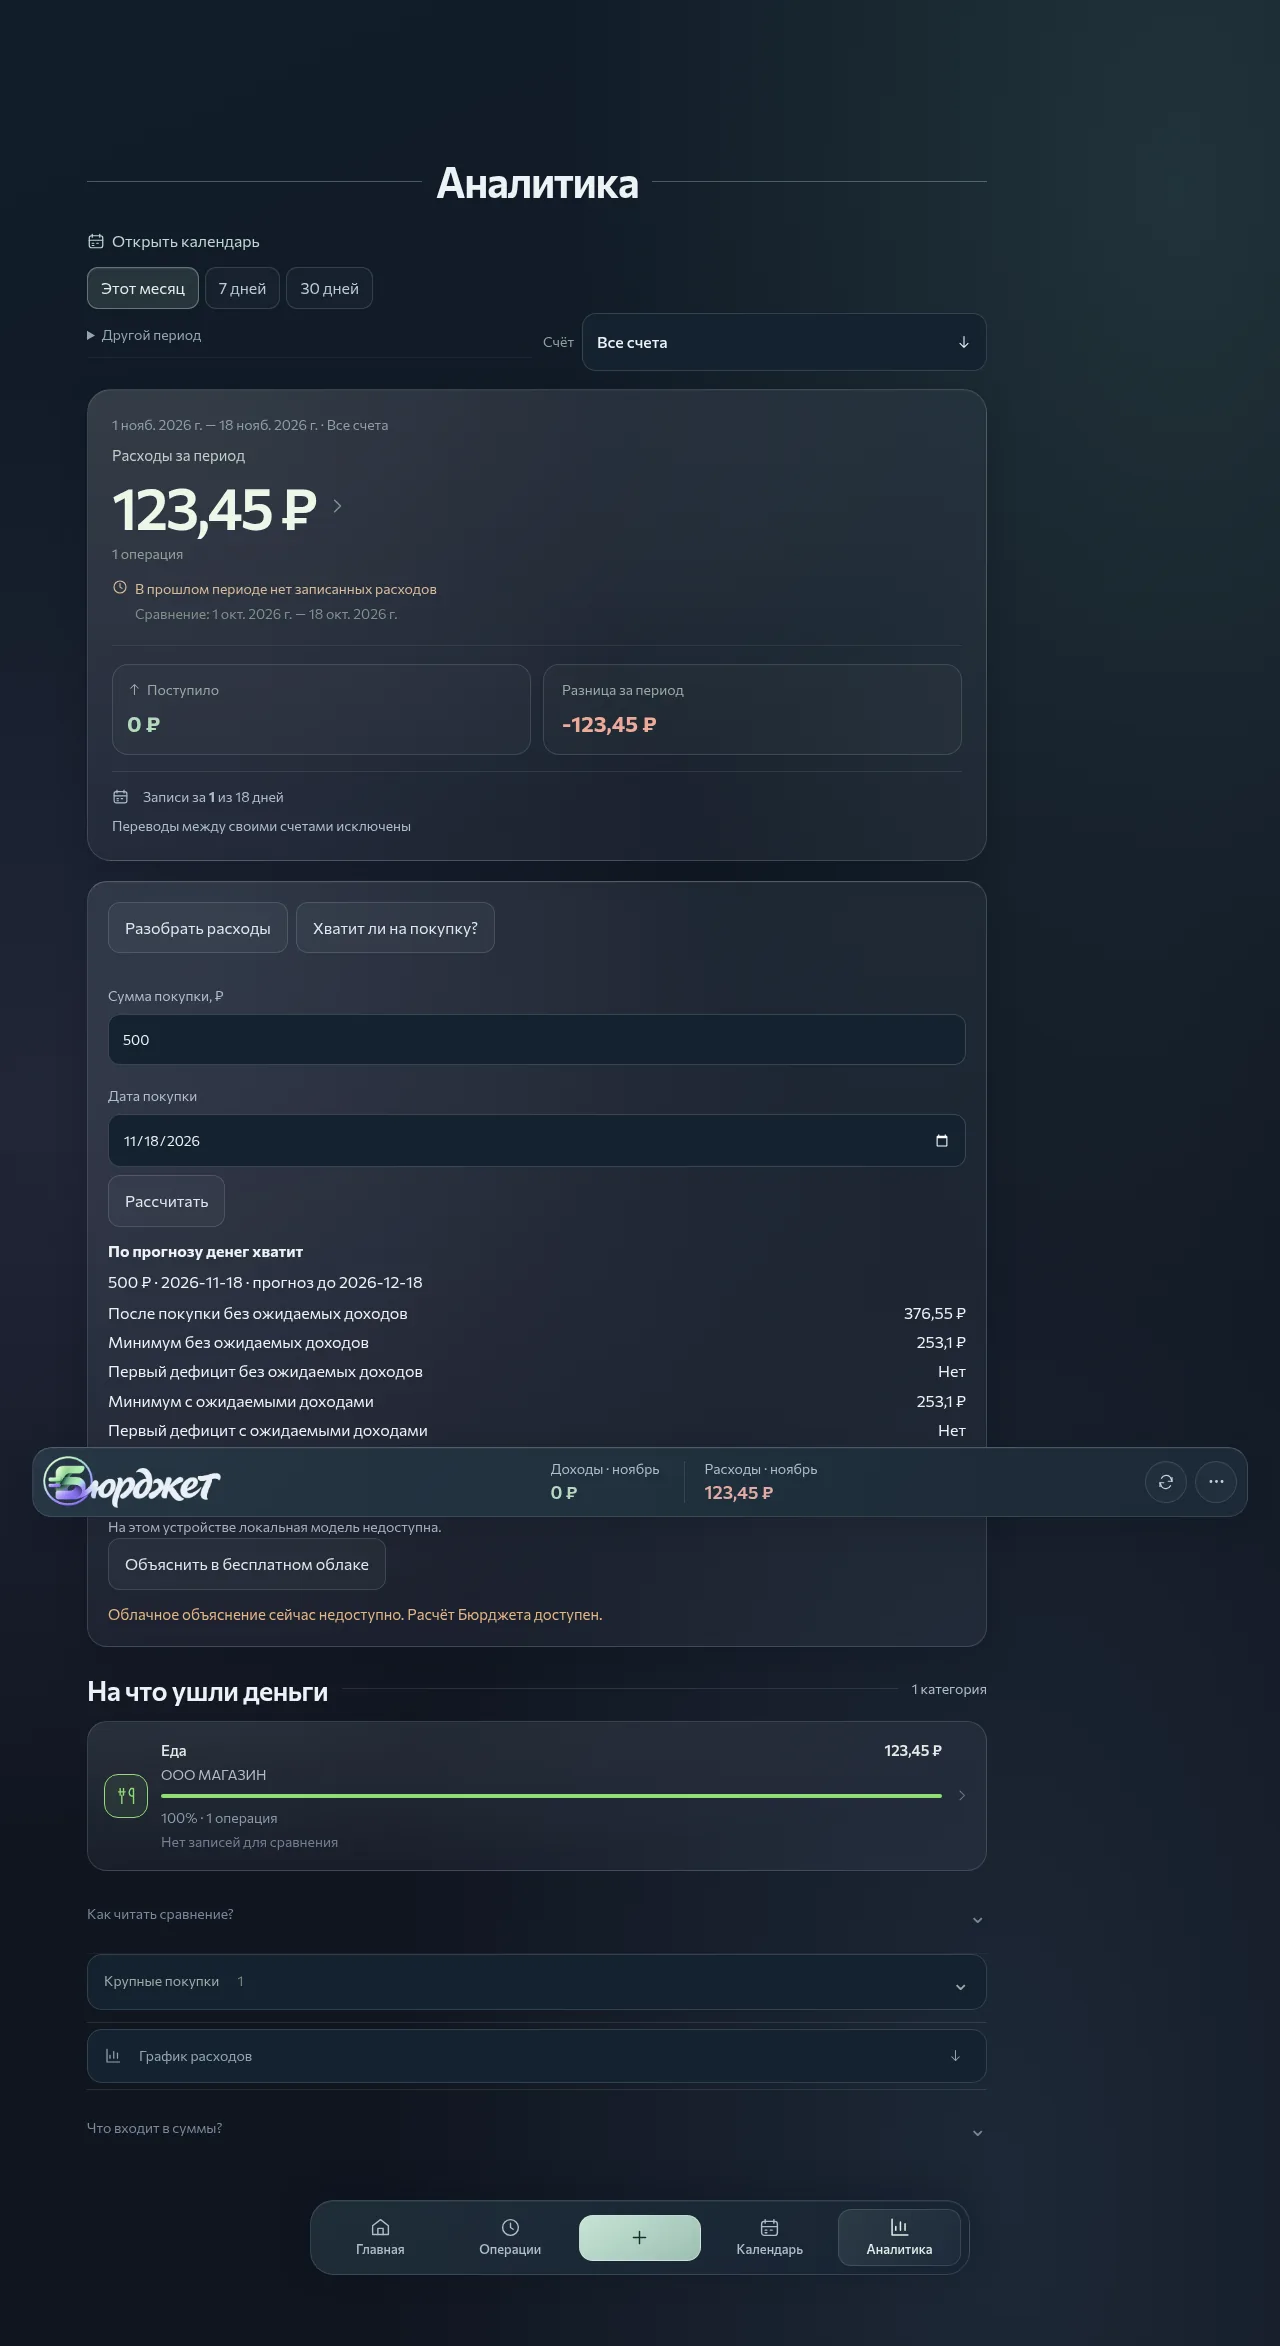 Аналитика
Открыть календарь
Этот месяц
7 дней
30 дней
Другой период
Счёт
Все счета
1 нояб. 2026 г. — 18 нояб. 2026 г. · Все счета
Расходы за период
123,45 ₽
1 операция
В прошлом периоде нет записанных расходов
Сравнение: 1 окт. 2026 г. — 18 окт. 2026 г.
Поступило
0 ₽
Разница за период
-123,45 ₽
Записи за 1 из 18 дней
Переводы между своими счетами исключены
Разобрать расходы
Хватит ли на покупку?
Сумма покупки, ₽
500
Дата покупки
11/18/2026
Рассчитать
По прогнозу денег хватит
500 ₽ · 2026-11-18 · прогноз до 2026-12-18
После покупки без ожидаемых доходов 376,55 ₽
Минимум без ожидаемых доходов 253,1 ₽
Первый дефицит без ожидаемых доходов Нет
Минимум с ожидаемыми доходами 253,1 ₽
Первый дефицит с ожидаемыми доходами Нет
Бюрджет
Доходы · ноябрь
0 ₽
Расходы · ноябрь
123,45 ₽
На этом устройстве локальная модель недоступна.
Объяснить в бесплатном облаке
Облачное объяснение сейчас недоступно. Расчёт Бюрджета доступен.
На что ушли деньги
1 категория
Еда 123,45 ₽
ООО МАГАЗИН
100% · 1 операция
Нет записей для сравнения
Как читать сравнение?
Крупные покупки 1
График расходов
Что входит в суммы?
Главная
Операции
+
Календарь
Аналитика